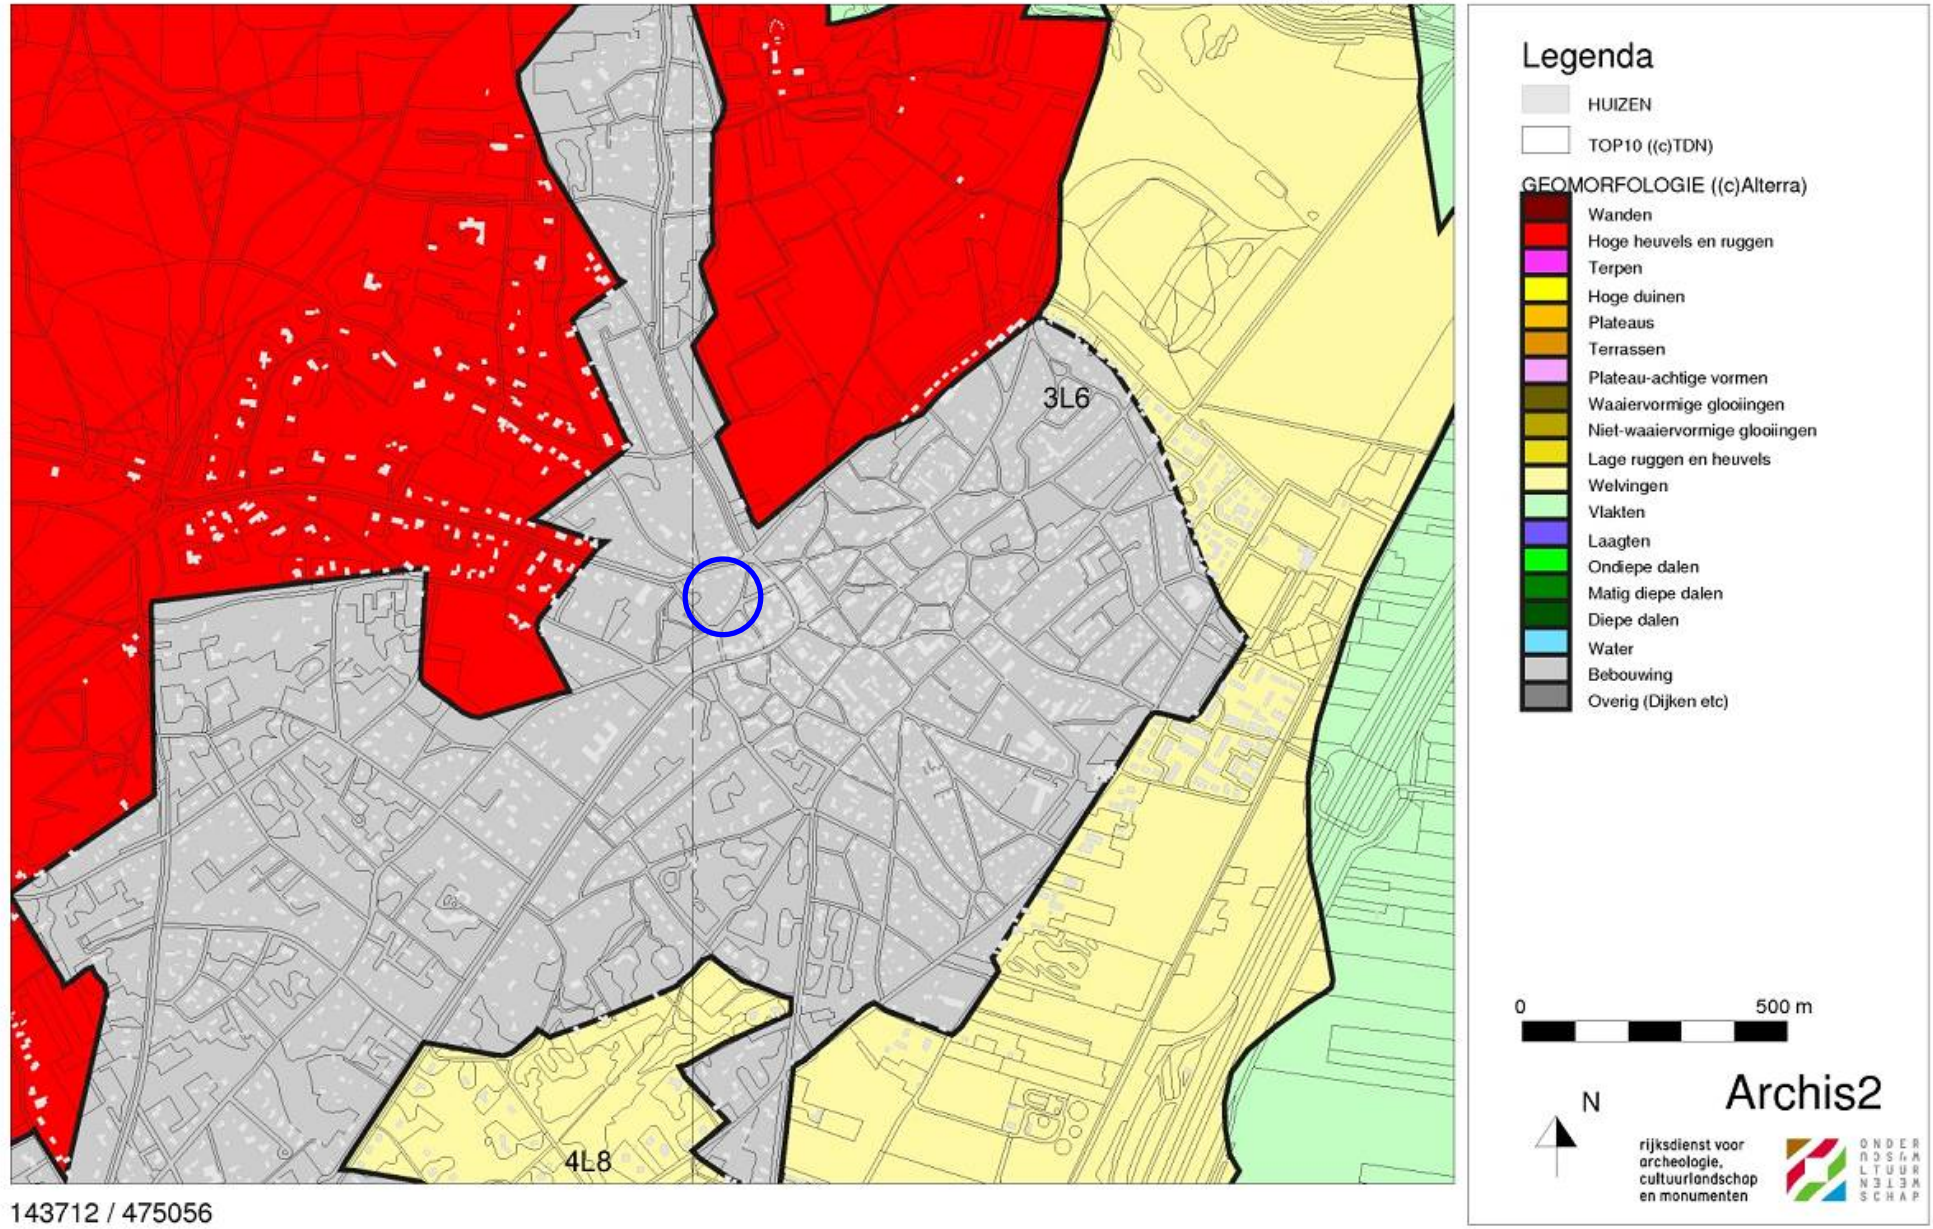 3L6
4L8
143712 / 475056
Legenda
HUIZEN
TOP10 ((c)TDN)
GEOMORFOLOGIE ((c)Alterra)
Wanden
Hoge heuvels en ruggen
Terpen
Hoge duinen
Plateaus
Terrassen
Plateau-achtige vormen
Waaiervormige glooiingen
Niet-waaiervormige glooiingen
Lage ruggen en heuvels
Welvingen
Vlakten
Laagten
Ondiepe dalen
Matig diepe dalen
Diepe dalen
Water
Bebouwing
Overig (Dijken etc)
0 500 m
N
Archis2
rijksdienst voor
archeologie,
cultuurlandschap
en monumenten